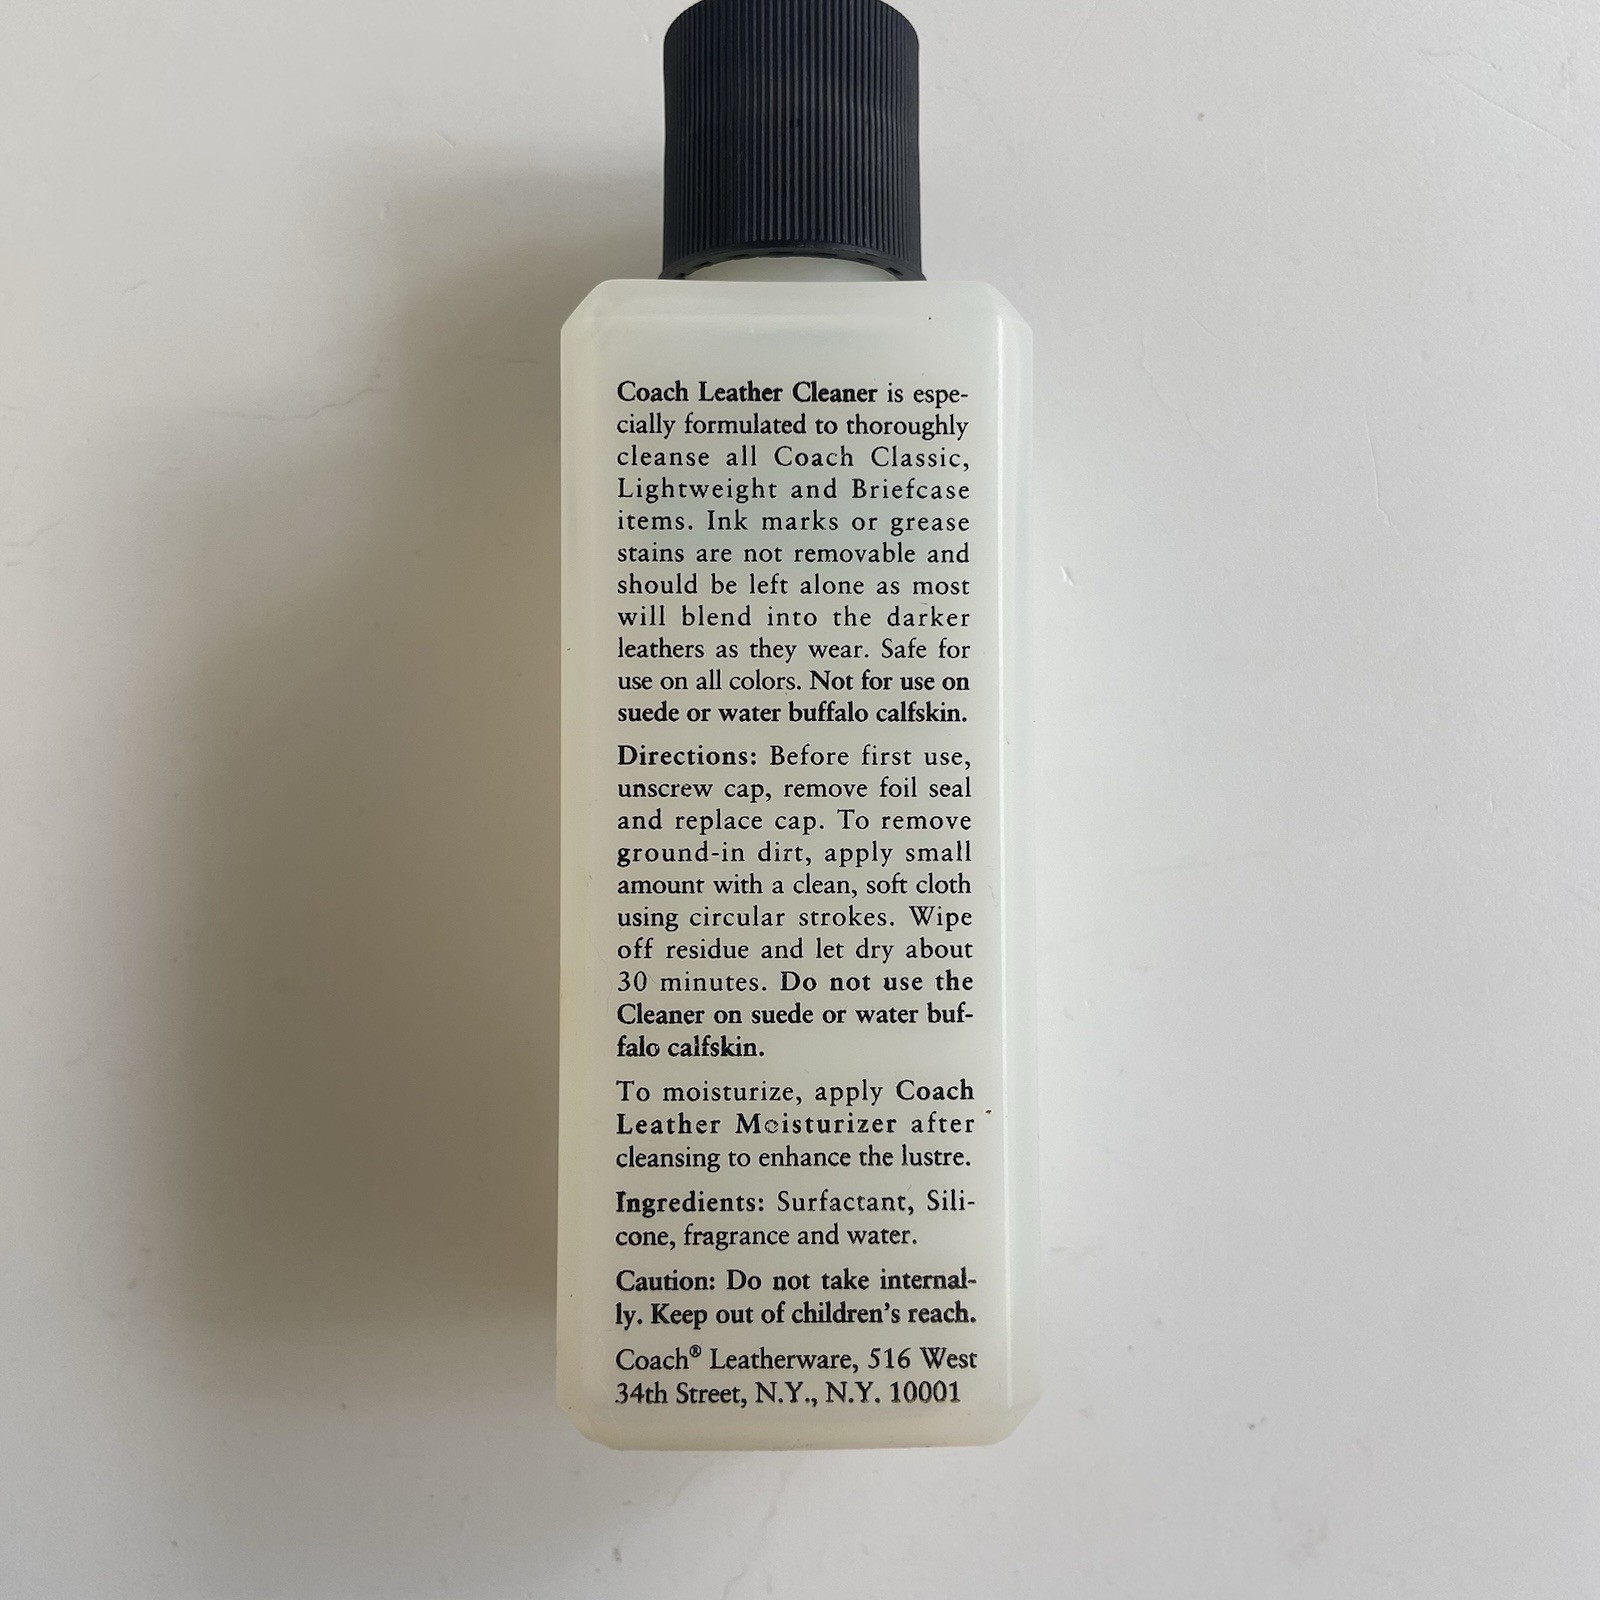 Coach Leather Cleaner is espe-
cially formulated to thoroughly
cleanse all Coach Classic,
Lightweight and Briefcase
items. Ink marks or grease
stains are not removable and
should be left alone as most
will blend into the darker
leathers as they wear. Safe for
use on all colors. Not for use on
suede or water buffalo calfskin.
Directions: Before first use,
unscrew cap, remove foil seal
and replace cap. To remove
ground-in dirt, apply small
amount with a clean, soft cloth
using circular strokes. Wipe
off residue and let dry about
30 minutes. Do not use the
Cleaner on suede or water buf-
falo calfskin.
To moisturize, apply Coach
Leather Moisturizer after
cleansing to enhance the lustre.
Ingredients: Surfactant, Sili-
cone, fragrance and water.
Caution: Do not take internal-
ly. Keep out of children's reach.
Coach® Leatherware, 516 West
34th Street, N.Y., N.Y. 10001